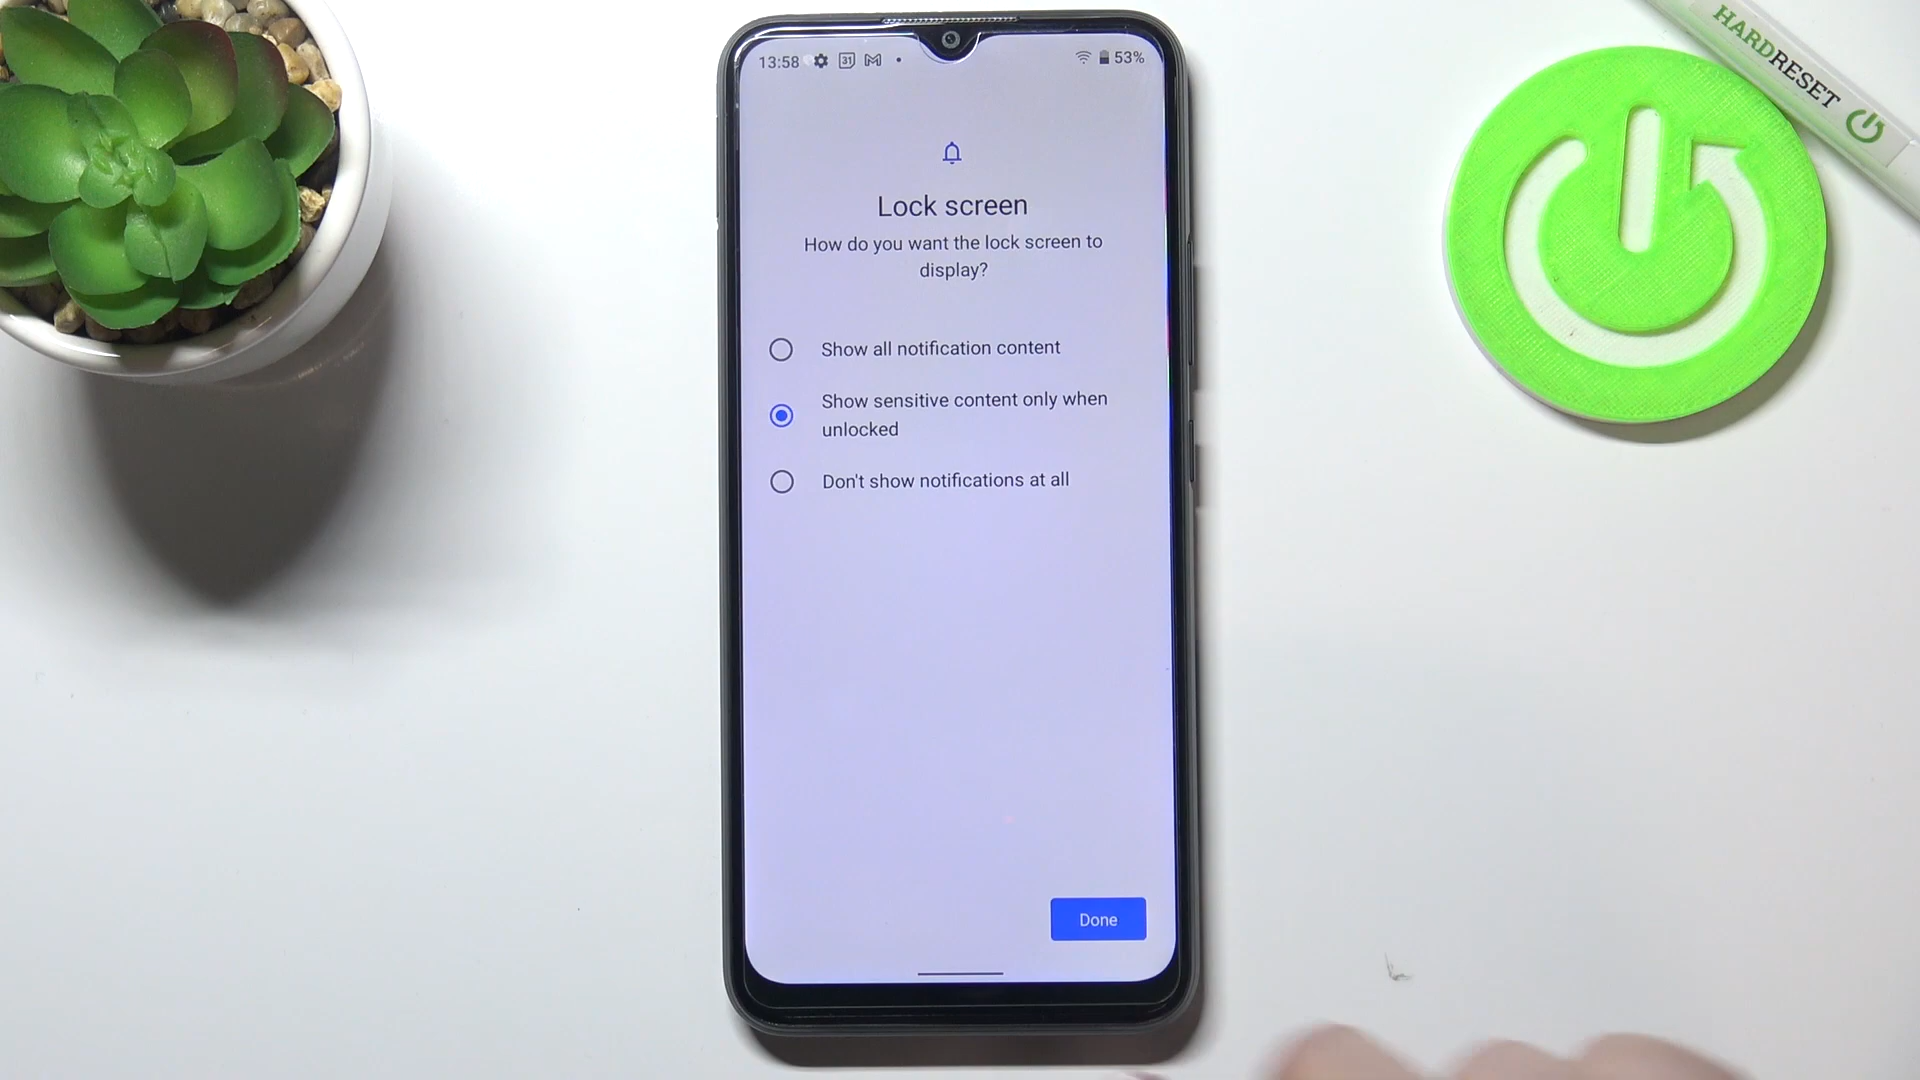 HARDRESET
13:58
31
53%
Lock screen
How do you want the lock screen to
display?
Show all notification content
Show sensitive content only when
unlocked
Don't show notifications at all
Done